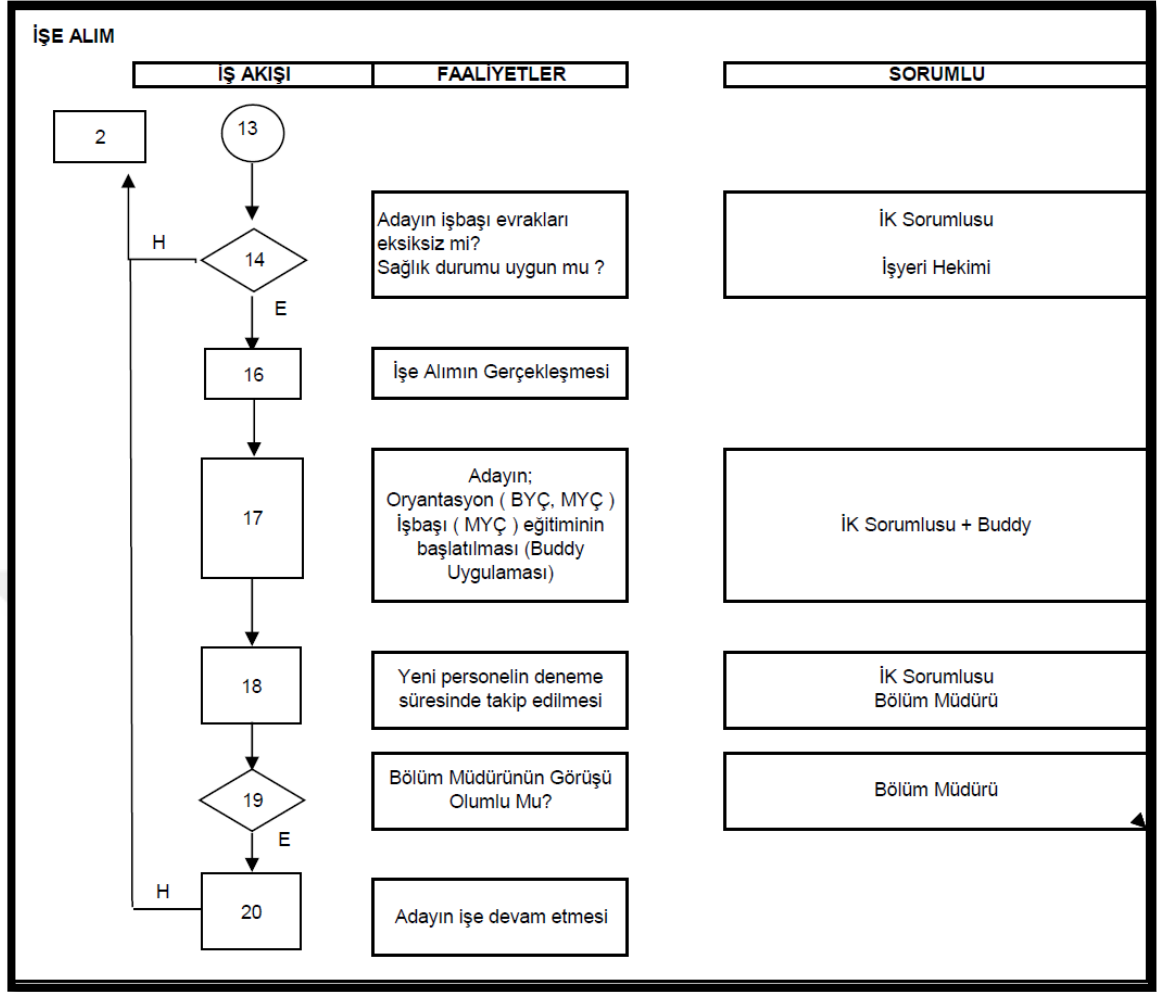 İŞE ALIM
İŞ AKIŞI FAALİYETLER SORUMLU
2
13
Adayın işbaşı evrakları
eksiksiz mi?
Sağlık durumu uygun mu ?
İK Sorumlusu
İşyeri Hekimi
H
14
E
16
İşe Alımın Gerçekleşmesi
17
Adayın;
Oryantasyon ( BYÇ, MYÇ )
İşbaşı ( MYÇ ) eğitiminin
başlatılması (Buddy
Uygulaması)
İK Sorumlusu + Buddy
18
Yeni personelin deneme
süresinde takip edilmesi
İK Sorumlusu
Bölüm Müdürü
19
Bölüm Müdürünün Görüşü
Olumlu Mu?
Bölüm Müdürü
E
H
20
Adayın işe devam etmesi